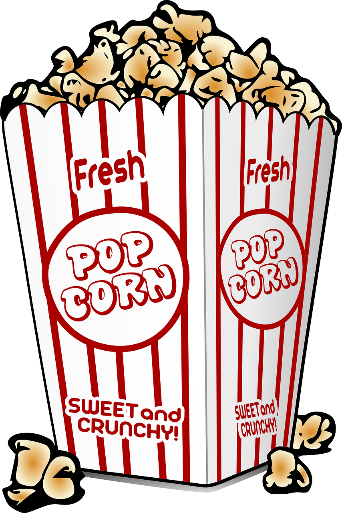 Fresh
POP
CORN
SWEET and
CRUNCHY!
Fresh
POP
CORN
SWEET and
CRUNCHY!